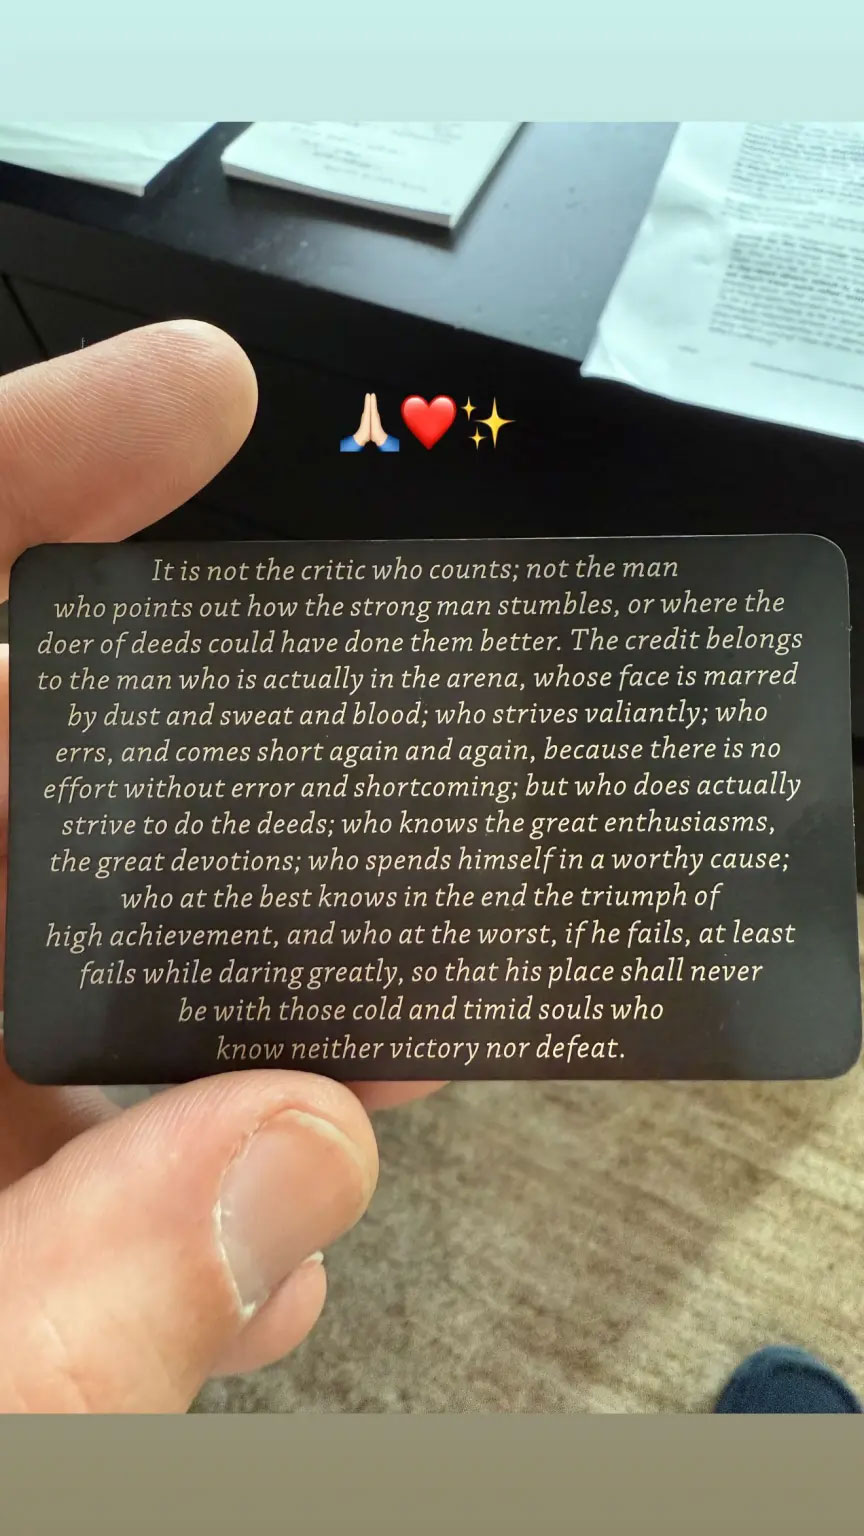 It is not the critic who counts; not the man
who points out how the strong man stumbles, or where the
doer of deeds could have done them better. The credit belongs
to the man who is actually in the arena, whose face is marred
by dust and sweat and blood; who strives valiantly; who
errs, and comes short again and again, because there is no
effort without error and shortcoming; but who does actually
strive to do the deeds; who knows the great enthusiasms,
the great devotions; who spends himself in a worthy cause;
who at the best knows in the end the triumph of
high achievement, and who at the worst, if he fails, at least
fails while daring greatly, so that his place shall never
be with those cold and timid souls who
know neither victory nor defeat.